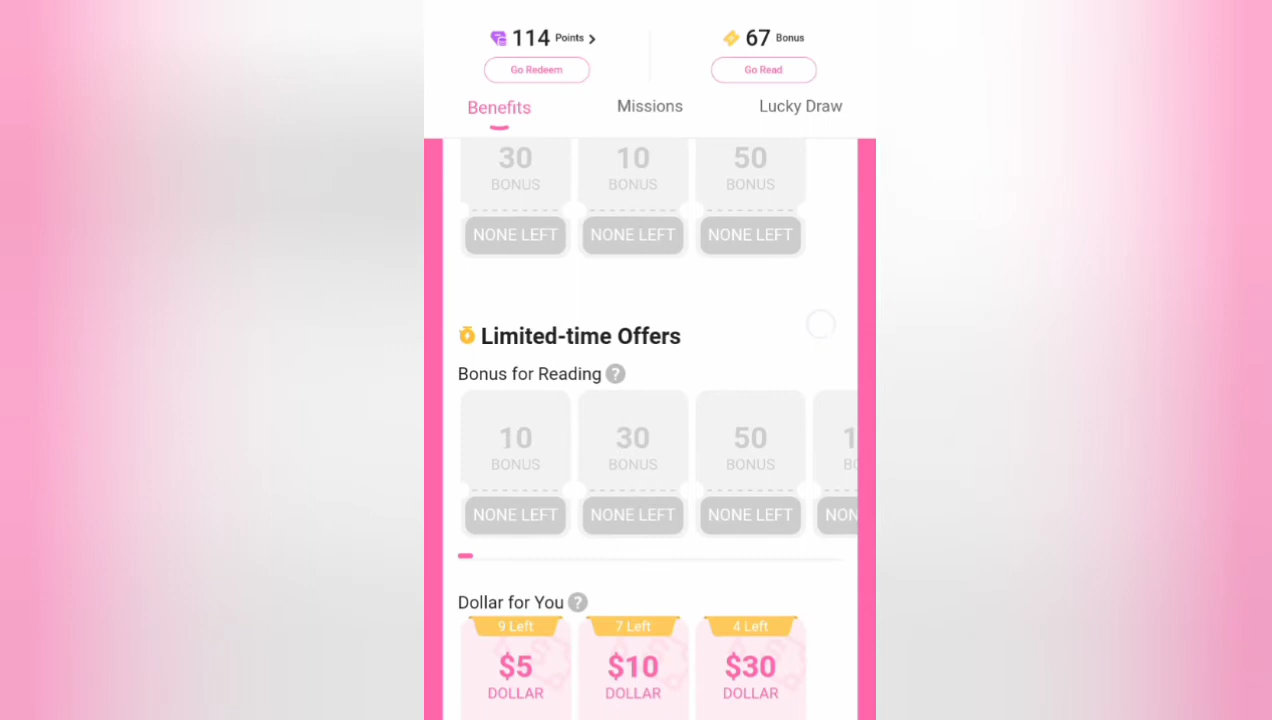 114 Points >
67 Bonus
Go Redeem
Go Read
Benefits
Missions
Lucky Draw
30
BONUS
NONE LEFT
10
BONUS
NONE LEFT
50
BONUS
NONE LEFT
Limited-time Offers
Bonus for Reading ?
10
BONUS
NONE LEFT
30
BONUS
NONE LEFT
50
BONUS
NONE LEFT
Dollar for You ?
9 Left
$5
DOLLAR
7 Left
$10
DOLLAR
4 Left
$30
DOLLAR